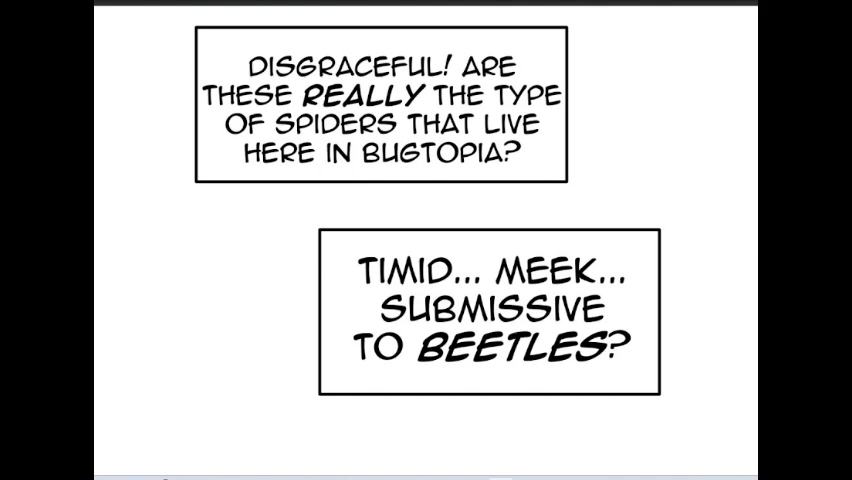 DISGRACEFUL! ARE
THESE REALLY THE TYPE
OF SPIDERS THAT LIVE
HERE IN BUGTOPIA?
TIMID... MEEK...
SUBMISSIVE
TO BEETLES?